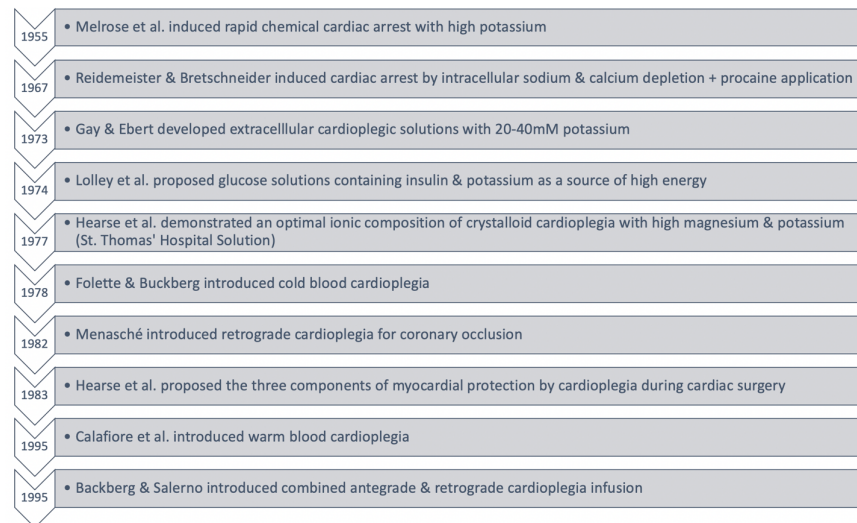 1955
• Melrose et al. induced rapid chemical cardiac arrest with high potassium
1967
• Reidemeister & Bretschneider induced cardiac arrest by intracellular sodium & calcium depletion + procaine application
1973
• Gay & Ebert developed extracelllular cardioplegic solutions with 20-40mM potassium
1974
• Lolley et al. proposed glucose solutions containing insulin & potassium as a source of high energy
1977
• Hearse et al. demonstrated an optimal ionic composition of crystalloid cardioplegia with high magnesium & potassium
(St. Thomas' Hospital Solution)
1978
• Folette & Buckberg introduced cold blood cardioplegia
1982
• Menasché introduced retrograde cardioplegia for coronary occlusion
1983
• Hearse et al. proposed the three components of myocardial protection by cardioplegia during cardiac surgery
1995
• Calafiore et al. introduced warm blood cardioplegia
1995
• Backberg & Salerno introduced combined antegrade & retrograde cardioplegia infusion